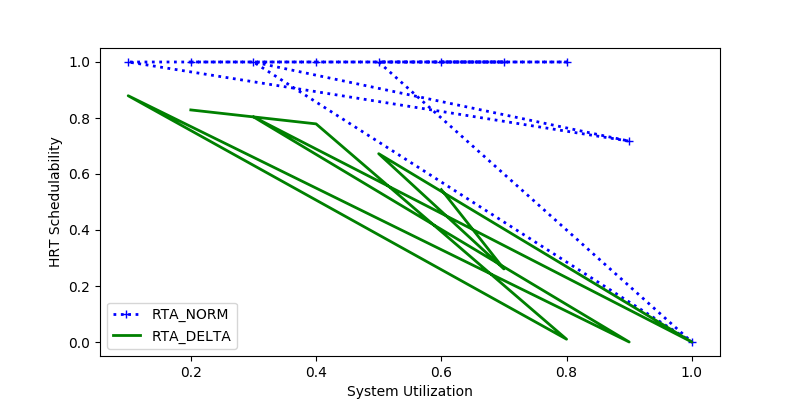 1.0
0.8
0.6
0.4
0.2
0.0
HRT Schedulability
RTA_NORM
RTA_DELTA
0.2 0.4 0.6 0.8 1.0
System Utilization